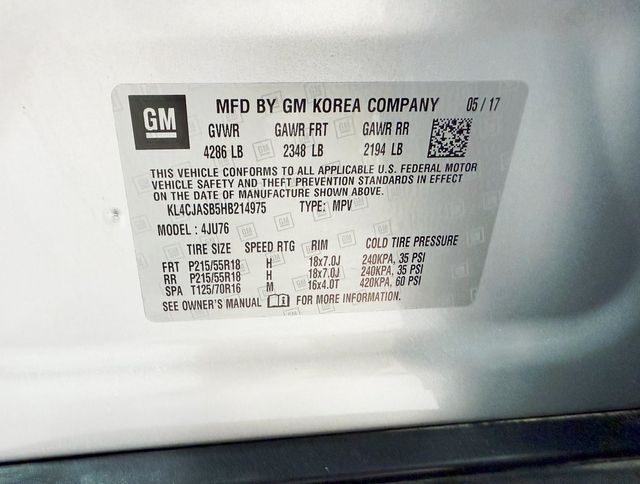 GM MFD BY GM KOREA COMPANY 05 / 17
GVWR GAWR FRT GAWR RR
4286 LB 2348 LB 2194 LB
THIS VEHICLE CONFORMS TO ALL APPLICABLE U.S. FEDERAL MOTOR
VEHICLE SAFETY AND THEFT PREVENTION STANDARDS IN EFFECT
ON THE DATE OF MANUFACTURE SHOWN ABOVE.
KL4CJASB5HB214975 TYPE: MPV
MODEL : 4JU76
TIRE SIZE SPEED RTG RIM COLD TIRE PRESSURE
FRT P215/55R18 H 18x7.0J 240KPA, 35 PSI
RR P215/55R18 H 18x7.0J 240KPA, 35 PSI
SPA T125/70R16 M 16x4.0T 420KPA, 60 PSI
SEE OWNER'S MANUAL FOR MORE INFORMATION.